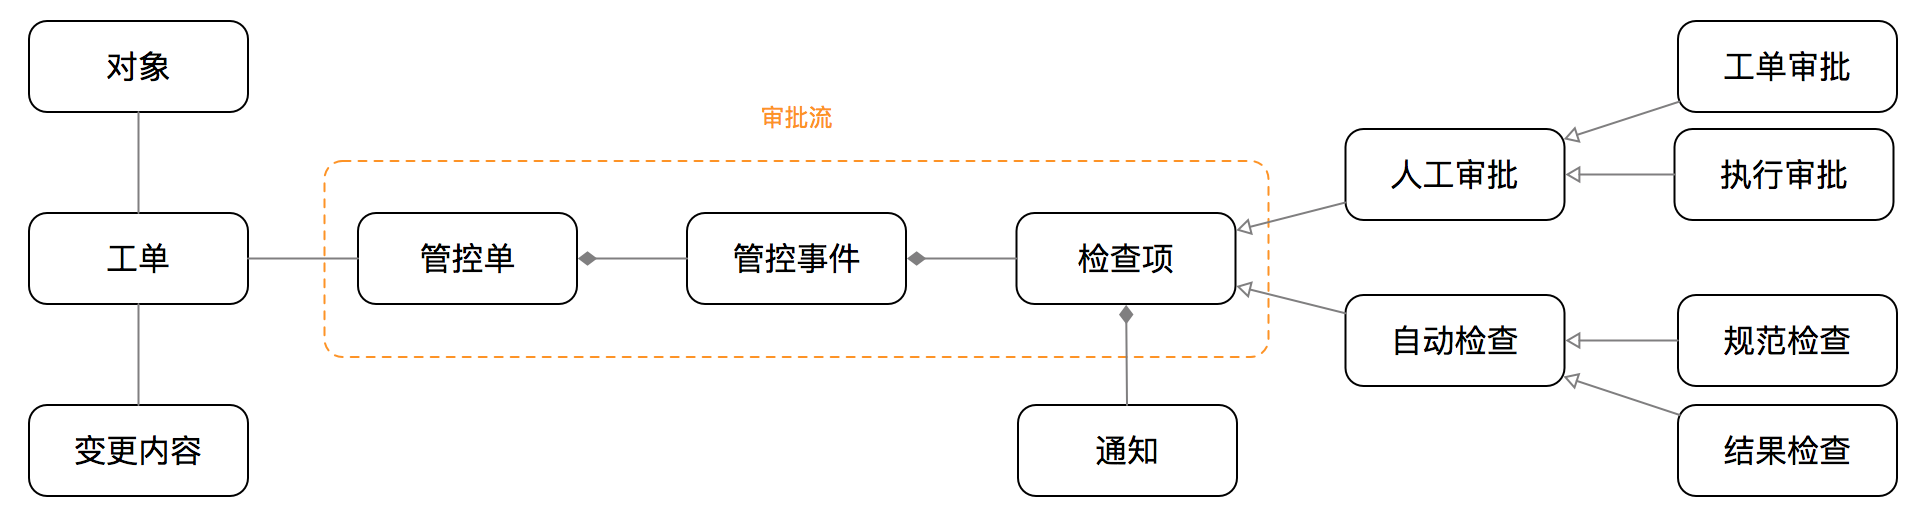 对象
工单
变更内容
审批流
管控单
管控事件
检查项
通知
人工审批
自动检查
工单审批
执行审批
规范检查
结果检查